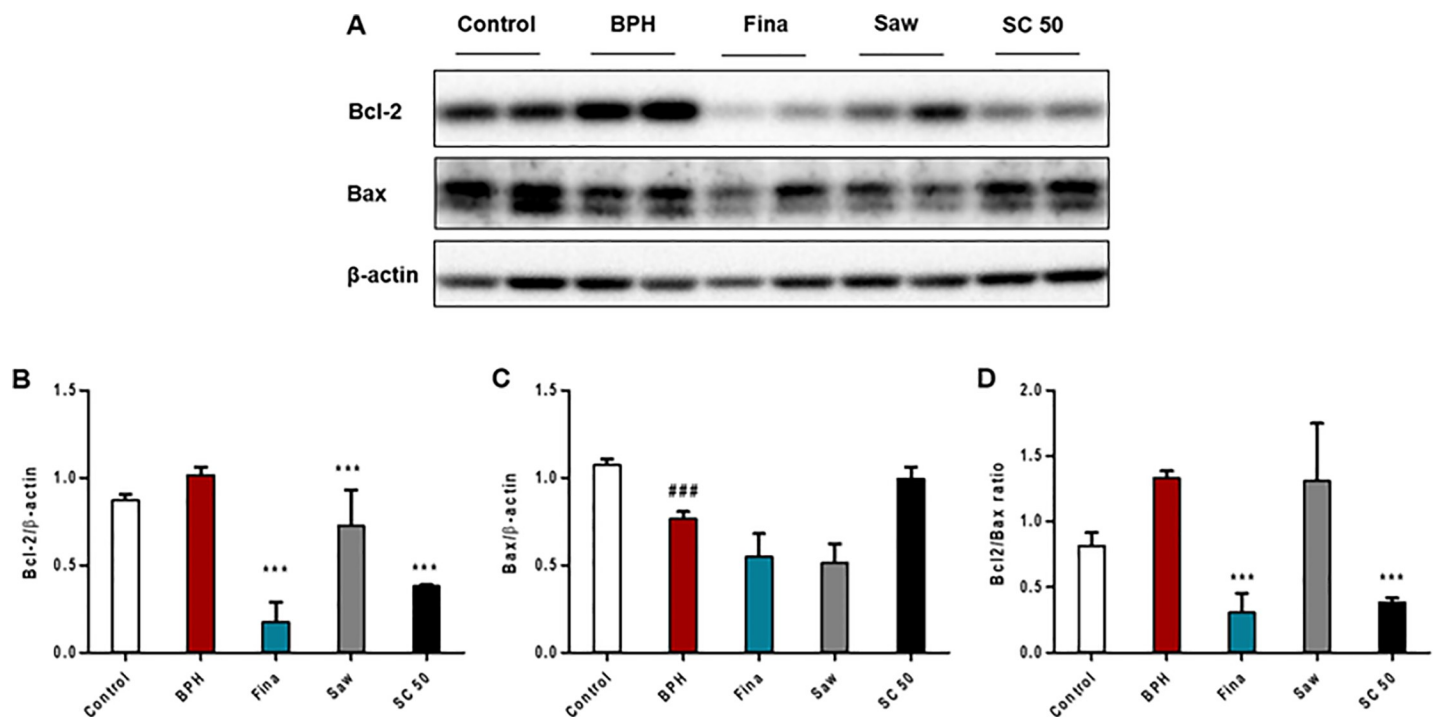 A Control BPH Fina Saw SC 50
Bcl-2
Bax
β-actin
B
1.5
1.0
0.5
0.0
Bcl-2/β-actin
***
***
***
Control BPH Fina Saw SC 50
C
1.5
1.0
0.5
0.0
Bax/β-actin
###
Control BPH Fina Saw SC 50
D
2.0
1.5
1.0
0.5
0.0
Bcl2/Bax ratio
***
***
Control BPH Fina Saw SC 50